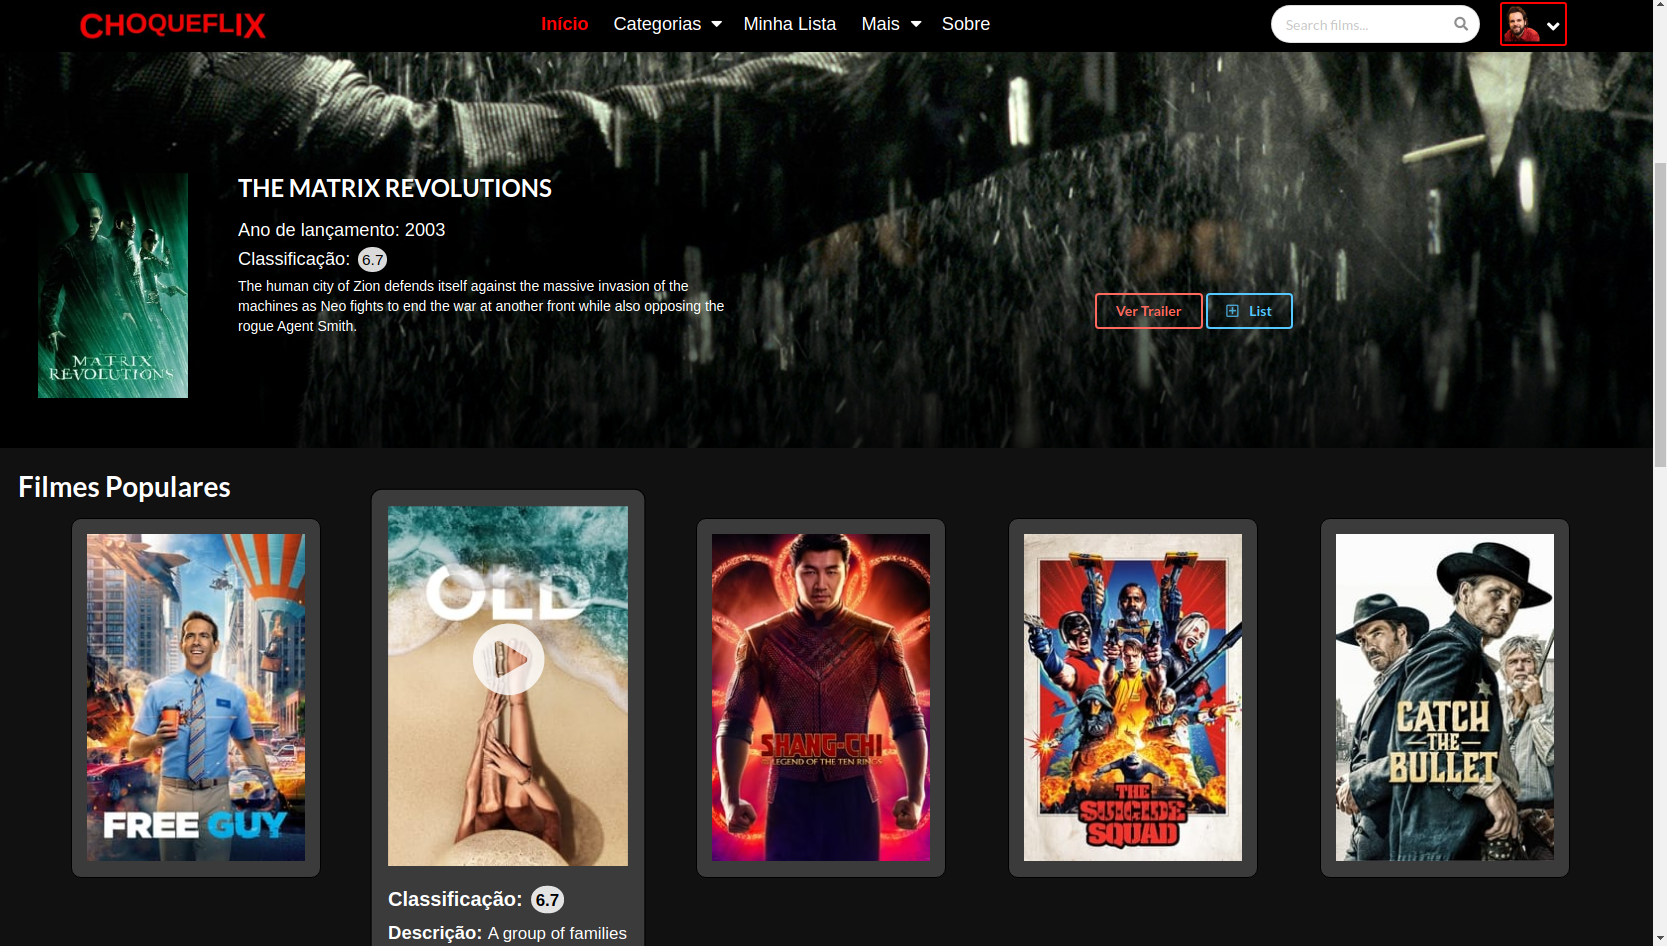 CHOQUEFLIX
Início Categorias Minha Lista Mais Sobre
Search films...
THE MATRIX REVOLUTIONS
Ano de lançamento: 2003
Classificação: 6.7
The human city of Zion defends itself against the massive invasion of the
machines as Neo fights to end the war at another front while also opposing the
rogue Agent Smith.
Ver Trailer List
MATRIX
REVOLUTIONS
Filmes Populares
FREE GUY
OLD
SHANG-CHI
LEGEND OF THE TEN RINGS
THE
SUICIDE
SQUAD
CATCH
THE
BULLET
Classificação: 6.7
Descrição: A group of families